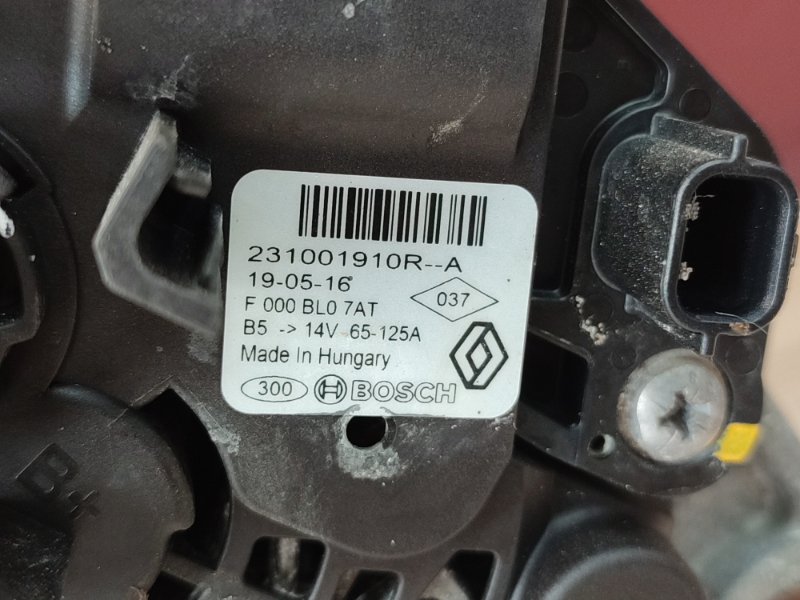 231001910R--A
19-05-16
037
F 000 BL0 7AT
B5 -> 14V 65-125A
Made In Hungary
300 BOSCH
B+